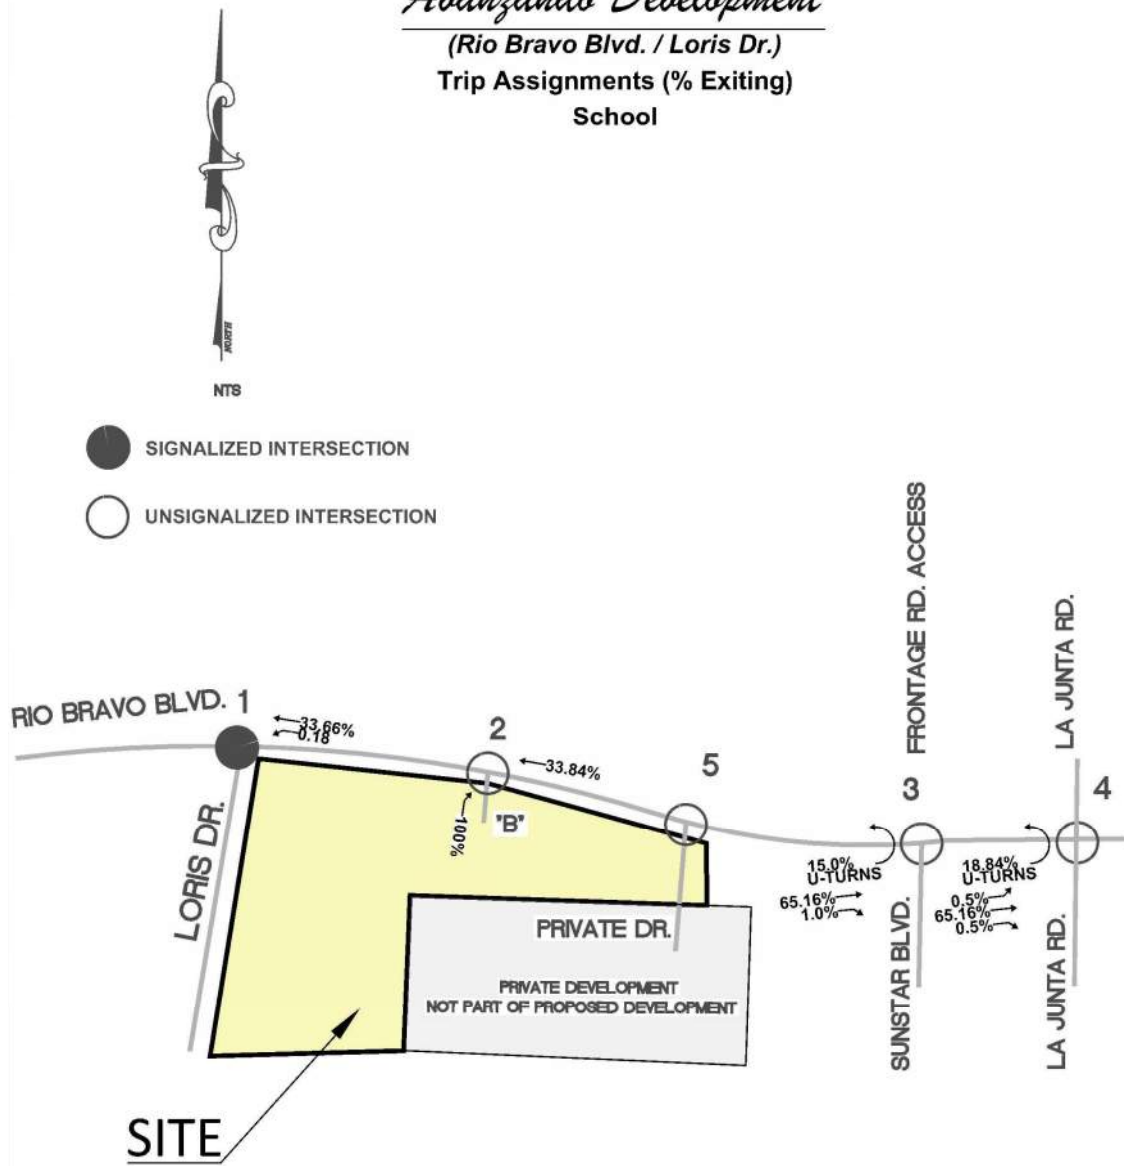 Avanzando Development
(Rio Bravo Blvd. / Loris Dr.)
Trip Assignments (% Exiting)
School
NORTH
NTS
SIGNALIZED INTERSECTION
UNSIGNALIZED INTERSECTION
FRONTAGE RD. ACCESS
LA JUNTA RD.
RIO BRAVO BLVD. 1
33.66%
0.18
2
33.84%
5
3
4
100%
"B"
LORIS DR.
15.0%
U-TURNS
65.16%
1.0%
18.84%
U-TURNS
0.5%
65.16%
0.5%
PRIVATE DR.
SUNSTAR BLVD.
LA JUNTA RD.
PRIVATE DEVELOPMENT
NOT PART OF PROPOSED DEVELOPMENT
SITE